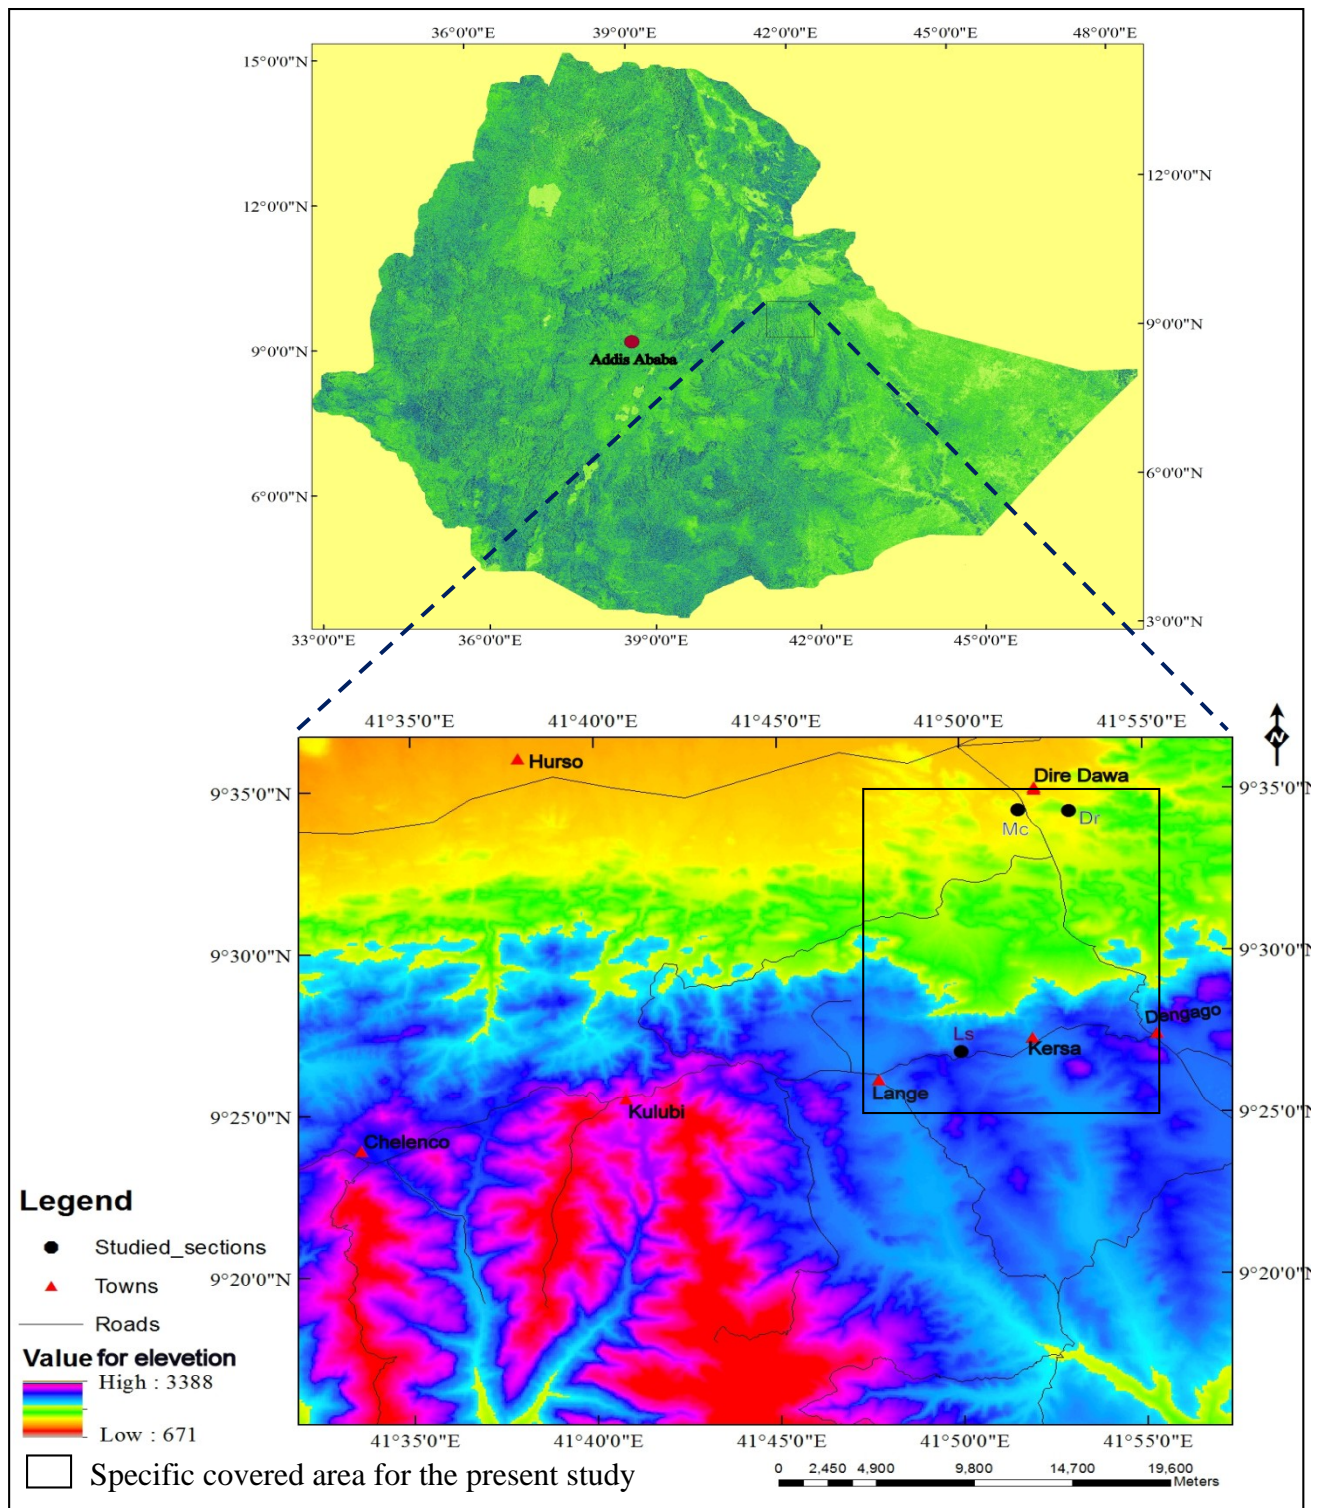 36°0'0"E 39°0'0"E 42°0'0"E 45°0'0"E 48°0'0"E
15°0'0"N
12°0'0"N
12°0'0"N
9°0'0"N
9°0'0"N
Addis Ababa
6°0'0"N
6°0'0"N
3°0'0"N
33°0'0"E 36°0'0"E 39°0'0"E 42°0'0"E 45°0'0"E
41°35'0"E 41°40'0"E 41°45'0"E 41°50'0"E 41°55'0"E
N
Hurso
Dire Dawa
9°35'0"N
9°35'0"N
Mc
Dr
9°30'0"N
9°30'0"N
Dengago
Ls
Kersa
Lange
Kulubi
9°25'0"N
9°25'0"N
Chelenco
9°20'0"N
9°20'0"N
Legend
Studied_sections
Towns
Roads
Value for elevetion
High : 3388
Low : 671
41°35'0"E 41°40'0"E 41°45'0"E 41°50'0"E 41°55'0"E
Specific covered area for the present study
0 2,450 4,900 9,800 14,700 19,600
Meters